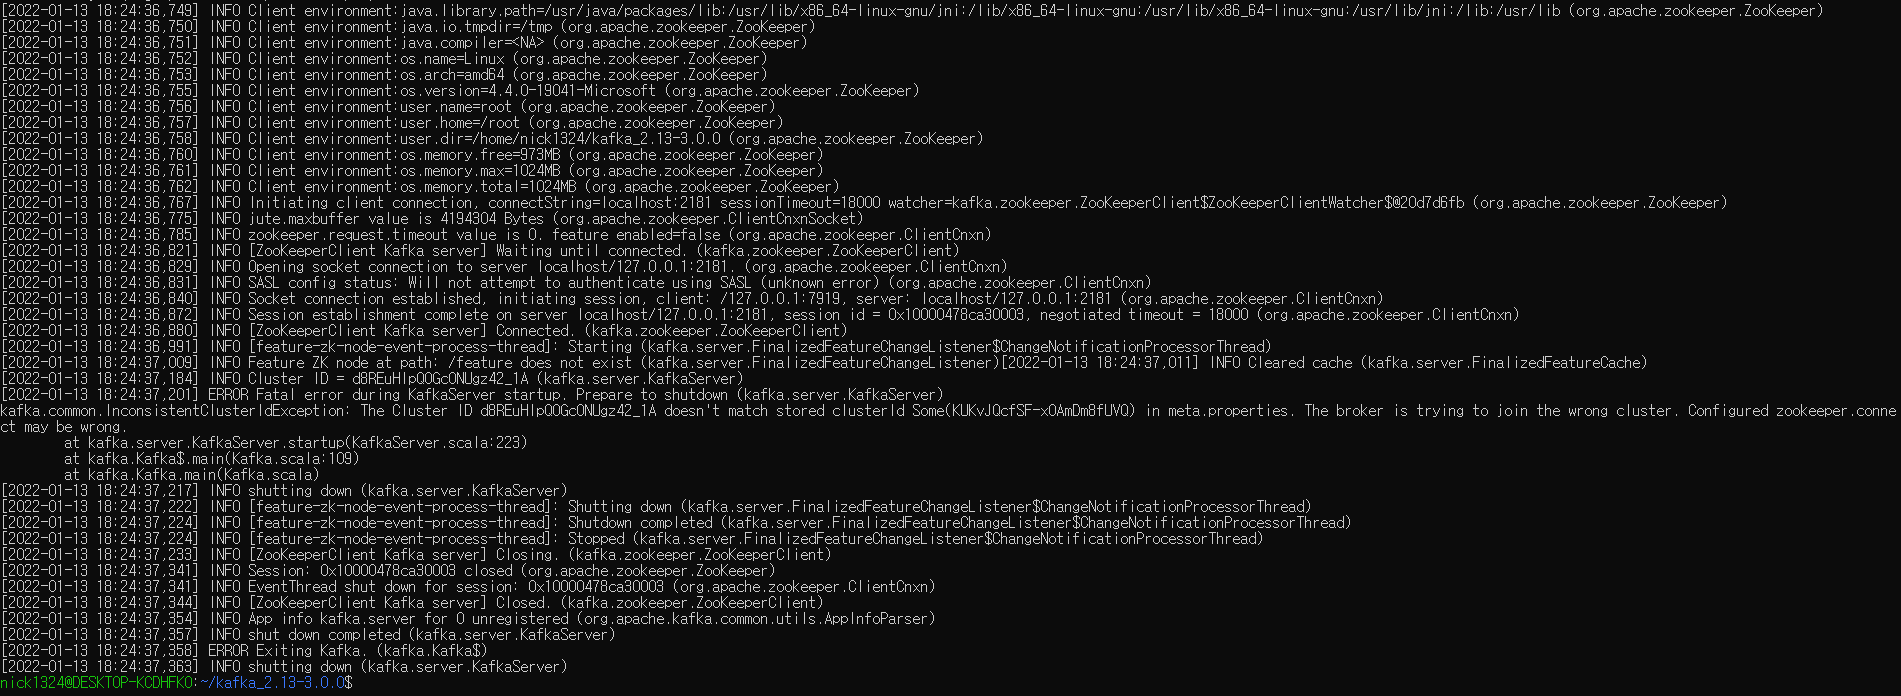 [2022-01-13 18:24:36,749] INFO Client environment:java.library.path=/usr/java/packages/lib:/usr/lib/x86_64-linux-gnu/jni:/lib/x86_64-linux-gnu:/usr/lib/x86_64-linux-gnu:/usr/lib/jni:/lib:/usr/lib (org.apache.zookeeper.ZooKeeper)
[2022-01-13 18:24:36,750] INFO Client environment:java.io.tmpdir=/tmp (org.apache.zookeeper.ZooKeeper)
[2022-01-13 18:24:36,751] INFO Client environment:java.compiler=<NA> (org.apache.zookeeper.ZooKeeper)
[2022-01-13 18:24:36,752] INFO Client environment:os.name=Linux (org.apache.zookeeper.ZooKeeper)
[2022-01-13 18:24:36,753] INFO Client environment:os.arch=amd64 (org.apache.zookeeper.ZooKeeper)
[2022-01-13 18:24:36,755] INFO Client environment:os.version=4.4.0-19041-Microsoft (org.apache.zookeeper.ZooKeeper)
[2022-01-13 18:24:36,756] INFO Client environment:user.name=root (org.apache.zookeeper.ZooKeeper)
[2022-01-13 18:24:36,757] INFO Client environment:user.home=/root (org.apache.zookeeper.ZooKeeper)
[2022-01-13 18:24:36,758] INFO Client environment:user.dir=/home/nick1324/kafka_2.13-3.0.0 (org.apache.zookeeper.ZooKeeper)
[2022-01-13 18:24:36,760] INFO Client environment:os.memory.free=973MB (org.apache.zookeeper.ZooKeeper)
[2022-01-13 18:24:36,761] INFO Client environment:os.memory.max=1024MB (org.apache.zookeeper.ZooKeeper)
[2022-01-13 18:24:36,762] INFO Client environment:os.memory.total=1024MB (org.apache.zookeeper.ZooKeeper)
[2022-01-13 18:24:36,767] INFO Initiating client connection, connectString=localhost:2181 sessionTimeout=18000 watcher=kafka.zookeeper.ZooKeeperClient$ZooKeeperClientWatcher$@20d7d6fb (org.apache.zookeeper.ZooKeeper)
[2022-01-13 18:24:36,775] INFO jute.maxbuffer value is 4194304 Bytes (org.apache.zookeeper.ClientCnxnSocket)
[2022-01-13 18:24:36,785] INFO zookeeper.request.timeout value is 0. feature enabled=false (org.apache.zookeeper.ClientCnxn)
[2022-01-13 18:24:36,821] INFO [ZooKeeperClient Kafka server] Waiting until connected. (kafka.zookeeper.ZooKeeperClient)
[2022-01-13 18:24:36,829] INFO Opening socket connection to server localhost/127.0.0.1:2181. (org.apache.zookeeper.ClientCnxn)
[2022-01-13 18:24:36,831] INFO SASL config status: Will not attempt to authenticate using SASL (unknown error) (org.apache.zookeeper.ClientCnxn)
[2022-01-13 18:24:36,840] INFO Socket connection established, initiating session, client: /127.0.0.1:7919, server: localhost/127.0.0.1:2181 (org.apache.zookeeper.ClientCnxn)
[2022-01-13 18:24:36,872] INFO Session establishment complete on server localhost/127.0.0.1:2181, session id = 0x10000478ca30003, negotiated timeout = 18000 (org.apache.zookeeper.ClientCnxn)
[2022-01-13 18:24:36,880] INFO [ZooKeeperClient Kafka server] Connected. (kafka.zookeeper.ZooKeeperClient)
[2022-01-13 18:24:36,991] INFO [feature-zk-node-event-process-thread]: Starting (kafka.server.FinalizedFeatureChangeListener$ChangeNotificationProcessorThread)
[2022-01-13 18:24:37,009] INFO Feature ZK node at path: /feature does not exist (kafka.server.FinalizedFeatureChangeListener)[2022-01-13 18:24:37,011] INFO Cleared cache (kafka.server.FinalizedFeatureCache)
[2022-01-13 18:24:37,184] INFO Cluster ID = d8REuHIpQOGcONUgz42_1A (kafka.server.KafkaServer)
[2022-01-13 18:24:37,201] ERROR Fatal error during KafkaServer startup. Prepare to shutdown (kafka.server.KafkaServer)
kafka.common.InconsistentClusterIdException: The Cluster ID d8REuHIpQOGcONUgz42_1A doesn't match stored clusterId Some(KUKvJQcfSF-xOAmDm8fUVQ) in meta.properties. The broker is trying to join the wrong cluster. Configured zookeeper.conne
ct may be wrong.
at kafka.server.KafkaServer.startup(KafkaServer.scala:223)
at kafka.Kafka$.main(Kafka.scala:109)
at kafka.Kafka.main(Kafka.scala)
[2022-01-13 18:24:37,217] INFO shutting down (kafka.server.KafkaServer)
[2022-01-13 18:24:37,222] INFO [feature-zk-node-event-process-thread]: Shutting down (kafka.server.FinalizedFeatureChangeListener$ChangeNotificationProcessorThread)
[2022-01-13 18:24:37,224] INFO [feature-zk-node-event-process-thread]: Shutdown completed (kafka.server.FinalizedFeatureChangeListener$ChangeNotificationProcessorThread)
[2022-01-13 18:24:37,224] INFO [feature-zk-node-event-process-thread]: Stopped (kafka.server.FinalizedFeatureChangeListener$ChangeNotificationProcessorThread)
[2022-01-13 18:24:37,233] INFO [ZooKeeperClient Kafka server] Closing. (kafka.zookeeper.ZooKeeperClient)
[2022-01-13 18:24:37,341] INFO Session: 0x10000478ca30003 closed (org.apache.zookeeper.ZooKeeper)
[2022-01-13 18:24:37,341] INFO EventThread shut down for session: 0x10000478ca30003 (org.apache.zookeeper.ClientCnxn)
[2022-01-13 18:24:37,344] INFO [ZooKeeperClient Kafka server] Closed. (kafka.zookeeper.ZooKeeperClient)
[2022-01-13 18:24:37,354] INFO App info kafka.server for 0 unregistered (org.apache.kafka.common.utils.AppInfoParser)
[2022-01-13 18:24:37,357] INFO shut down completed (kafka.server.KafkaServer)
[2022-01-13 18:24:37,358] ERROR Exiting Kafka. (kafka.Kafka$)
[2022-01-13 18:24:37,363] INFO shutting down (kafka.server.KafkaServer)
nick1324@DESKTOP-KCDHFKO:~/kafka_2.13-3.0.0$